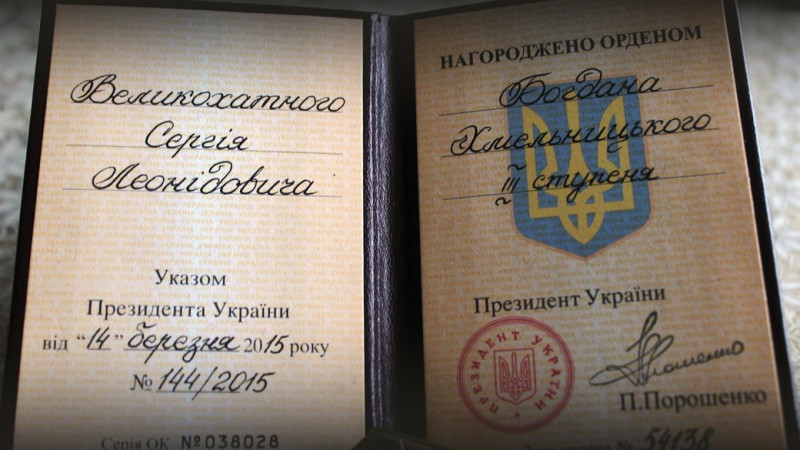 Великохатного
Сергія
Леонідовича
Указом
Президента України
від "14" березня 2015 року
№ 144/2015
Серія ОК №038028
НАГОРОДЖЕНО ОРДЕНОМ
Богдана
Хмельницького
III ступеня
Президент України
ПРЕЗИДЕНТ УКРАЇНИ
П.Порошенко
№ 54138